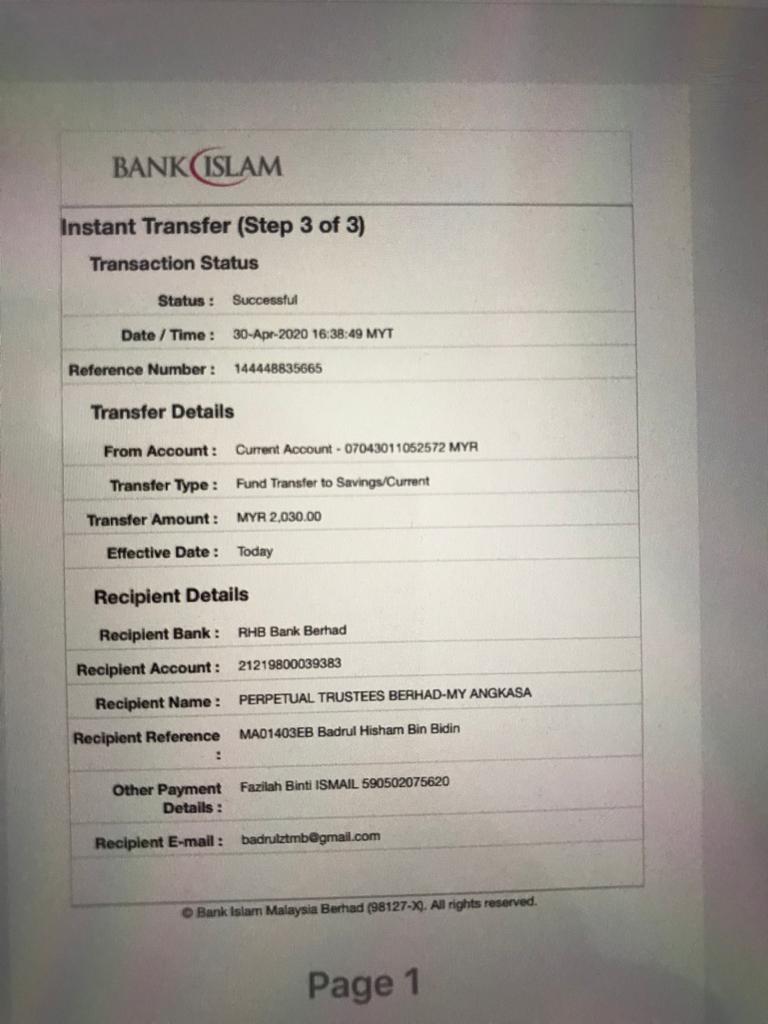 BANK ISLAM
Instant Transfer (Step 3 of 3)
Transaction Status
Status : Successful
Date / Time : 30-Apr-2020 16:38:49 MYT
Reference Number : 144448835665
Transfer Details
From Account : Current Account - 07043011052572 MYR
Transfer Type : Fund Transfer to Savings/Current
Transfer Amount : MYR 2,030.00
Effective Date : Today
Recipient Details
Recipient Bank : RHB Bank Berhad
Recipient Account : 21219800039383
Recipient Name : PERPETUAL TRUSTEES BERHAD-MY ANGKASA
Recipient Reference MA01403EB Badrul Hisham Bin Bidin
:
Other Payment Fazilah Binti ISMAIL 590502075620
Details :
Recipient E-mail : badrulztmb@gmail.com
© Bank Islam Malaysia Berhad (98127-X). All rights reserved.
Page 1